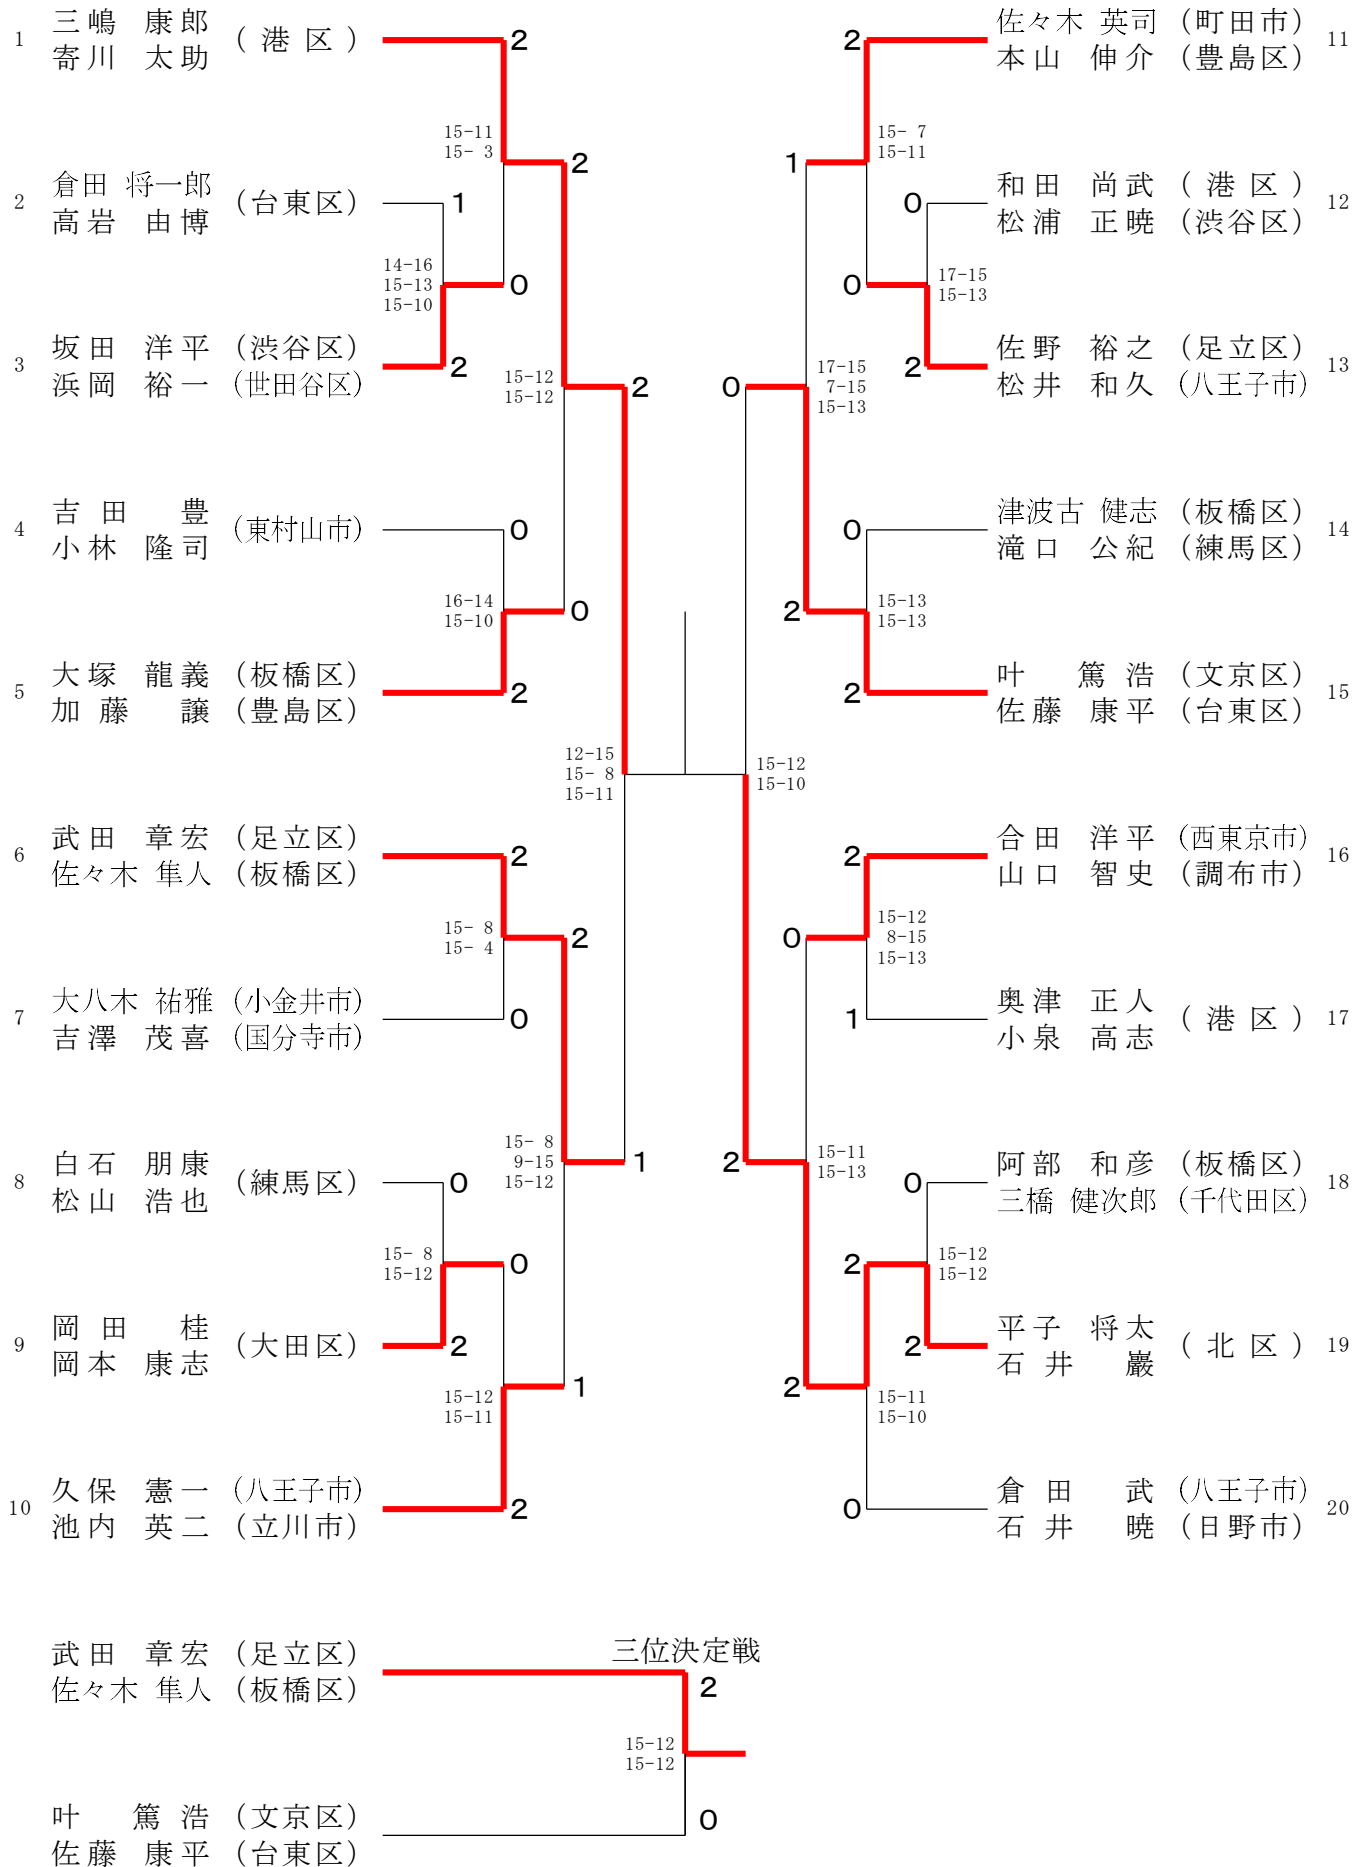 1 三嶋 康郎 (港区)
寄川 太助
2 倉田 将一郎 (台東区)
高岩 由博
3 坂田 洋平 (渋谷区)
浜岡 裕一 (世田谷区)
4 吉田 豊 (東村山市)
小林 隆司
5 大塚 龍義 (板橋区)
加藤 譲 (豊島区)
6 武田 章宏 (足立区)
佐々木 隼人 (板橋区)
7 大八木 祐雅 (小金井市)
吉澤 茂喜 (国分寺市)
8 白石 朋康 (練馬区)
松山 浩也
9 岡田 桂 (大田区)
岡本 康志
10 久保 憲一 (八王子市)
池内 英二 (立川市)
2
15-11
15- 3
2
1
14-16
15-13
15-10
0
2
15-12
15-12
2
0
16-14
15-10
0
2
12-15
15- 8
15-11
2
15- 8
15- 4
2
0
15- 8
9-15
15-12
1
0
15- 8
15-12
0
2
15-12
15-11
1
2
佐々木 英司 (町田市) 11
本山 伸介 (豊島区)
和田 尚武 (港区) 12
松浦 正暁 (渋谷区)
佐野 裕之 (足立区) 13
松井 和久 (八王子市)
津波古 健志 (板橋区) 14
滝口 公紀 (練馬区)
叶 篤浩 (文京区) 15
佐藤 康平 (台東区)
合田 洋平 (西東京市) 16
山口 智史 (調布市)
奥津 正人 (港区) 17
小泉 高志
阿部 和彦 (板橋区) 18
三橋 健次郎 (千代田区)
平子 将太 (北区) 19
石井 巌
倉田 武 (八王子市) 20
石井 暁 (日野市)
2
15- 7
15-11
1
0
17-15
15-13
0
2
17-15
7-15
15-13
0
0
15-13
15-13
2
2
15-12
15-10
2
15-12
8-15
15-13
0
1
15-11
15-13
2
0
15-12
15-12
2
2
15-11
15-10
2
0
三位決定戦
武田 章宏 (足立区)
佐々木 隼人 (板橋区)
2
15-12
15-12
0
叶 篤浩 (文京区)
佐藤 康平 (台東区)